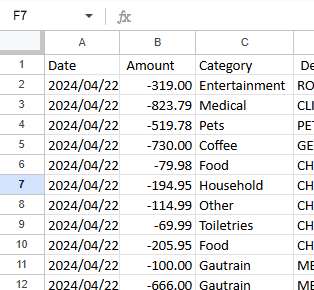 F7 fx
A B C
1 Date Amount Category De
2 2024/04/22 -319.00 Entertainment RO
3 2024/04/22 -823.79 Medical CLI
4 2024/04/22 -519.78 Pets PET
5 2024/04/22 -730.00 Coffee GE
6 2024/04/22 -79.98 Food CH
7 2024/04/22 -194.95 Household CH
8 2024/04/22 -114.99 Other CH
9 2024/04/22 -69.99 Toiletries CH
10 2024/04/22 -205.95 Food CH
11 2024/04/22 -100.00 Gautrain ME
12 2024/04/22 -666.00 Gautrain ME